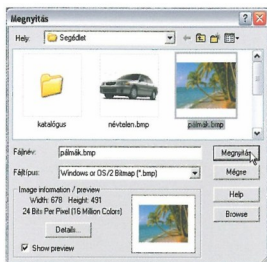 Megnyitás
Hely: Segédlet
katalógus névtelen.bmp pálmák.bmp
Fájlnév: pálmák.bmp Megnyitás
Fájltípus: Windows or OS/2 Bitmap (*.bmp) Mégse
Image information / preview
Width: 678 Height: 491 Help
24 Bits Per Pixel (16 Million Colors) Browse
Details...
Show preview